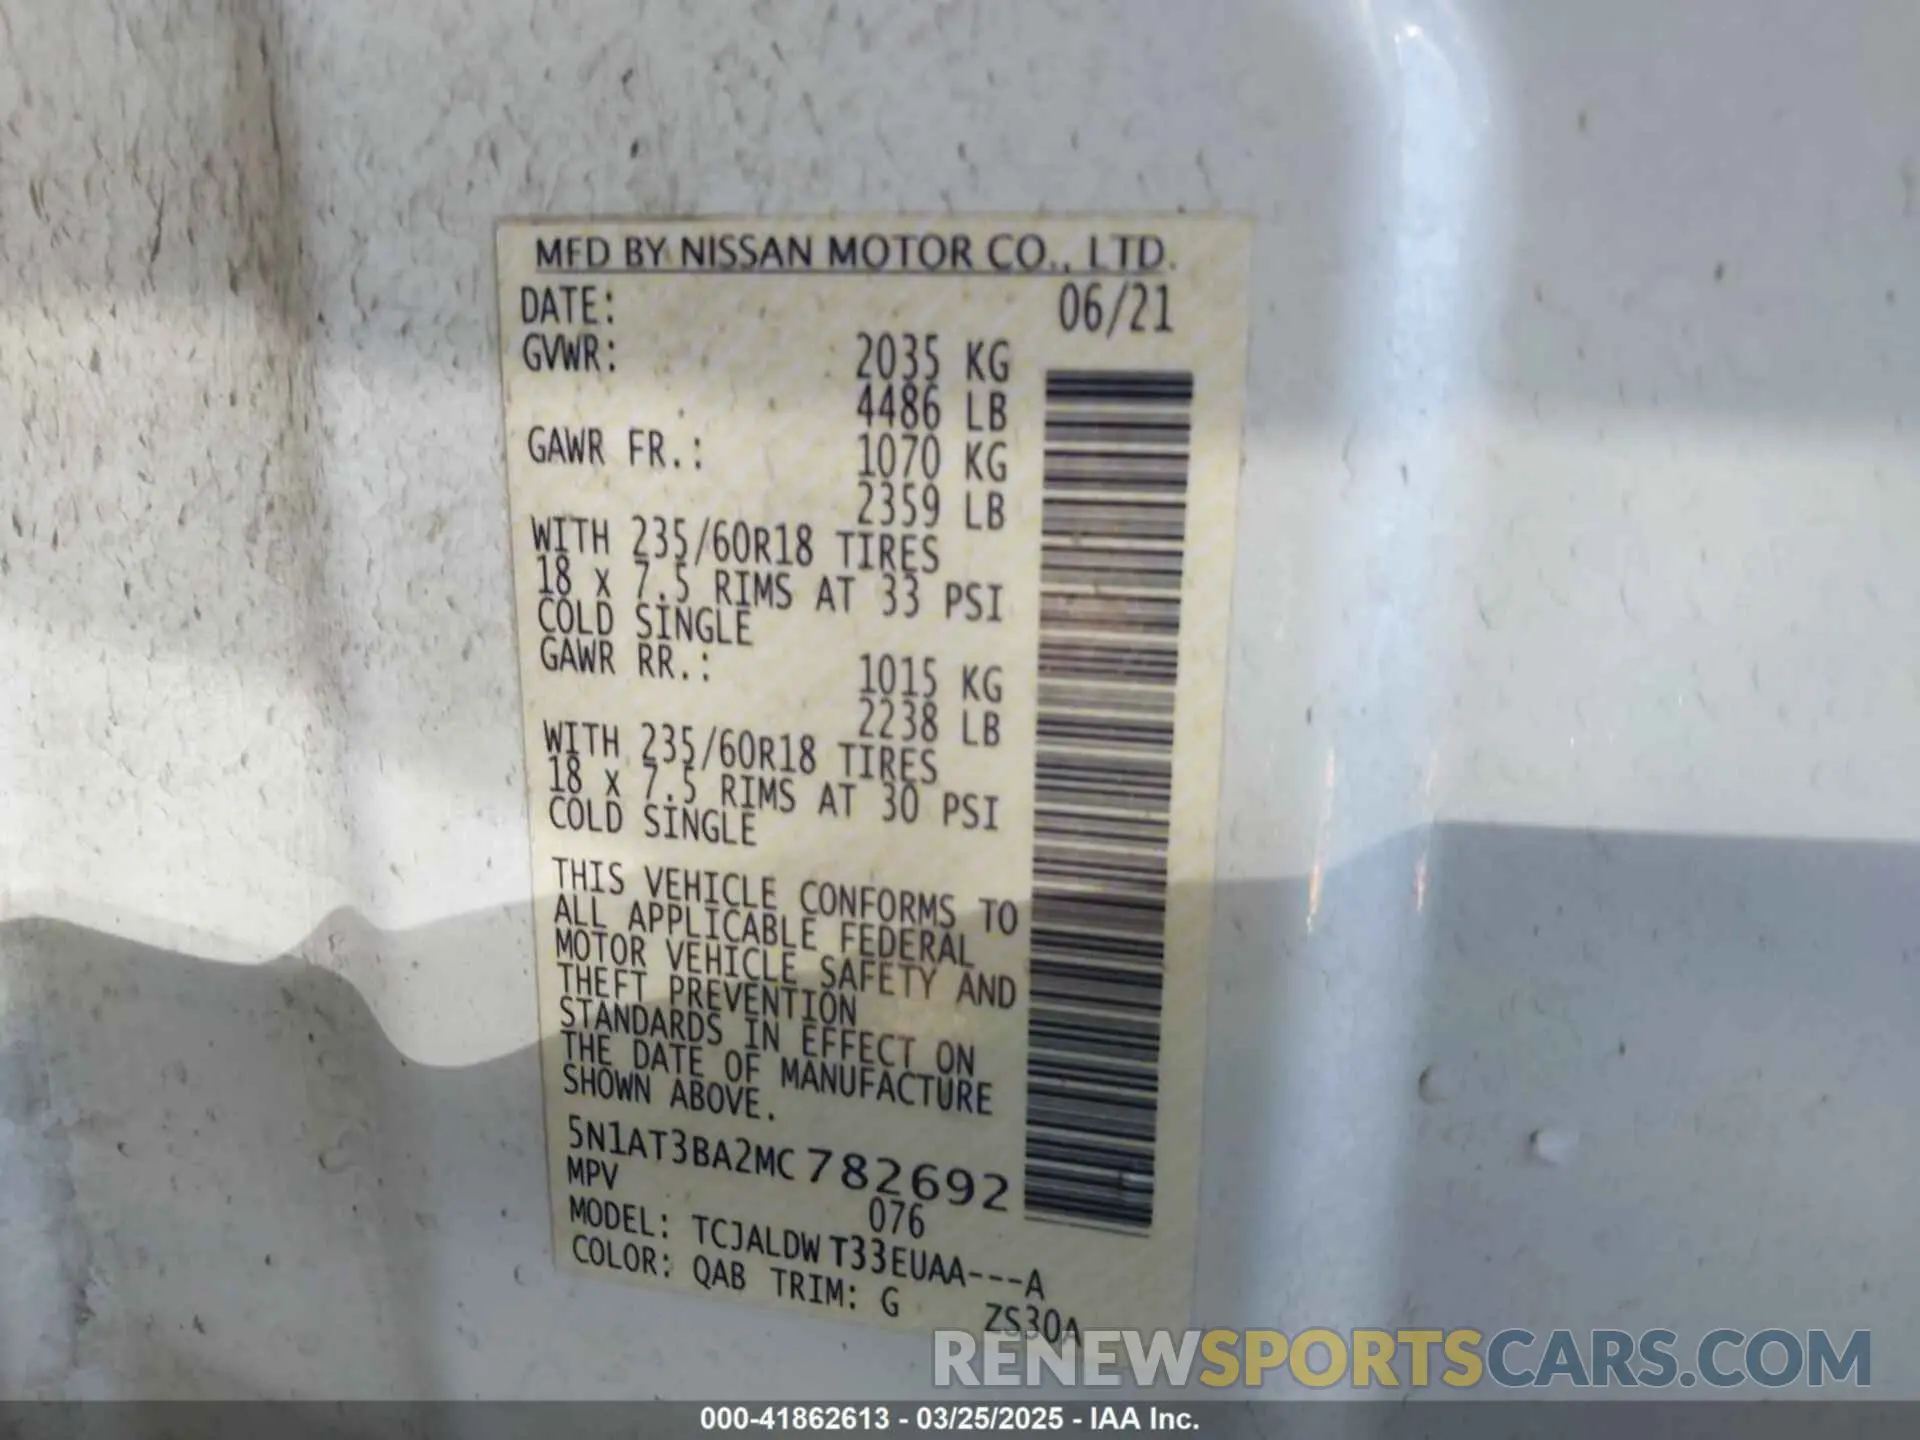 MFD BY NISSAN MOTOR CO., LTD.
DATE: 06/21
GVWR: 2035 KG
4486 LB
GAWR FR.: 1070 KG
2359 LB
WITH 235/60R18 TIRES
18 x 7.5 RIMS AT 33 PSI
COLD SINGLE
GAWR RR.: 1015 KG
2238 LB
WITH 235/60R18 TIRES
18 x 7.5 RIMS AT 30 PSI
COLD SINGLE
THIS VEHICLE CONFORMS TO
ALL APPLICABLE FEDERAL
MOTOR VEHICLE SAFETY AND
THEFT PREVENTION
STANDARDS IN EFFECT ON
THE DATE OF MANUFACTURE
SHOWN ABOVE.
5N1AT3BA2MC782692
MPV 076
MODEL: TCJALDW T33EUAA---A
COLOR: QAB TRIM: G ZS30A
RENEWSPORTSCARS.COM
000-41862613 - 03/25/2025 - IAA Inc.